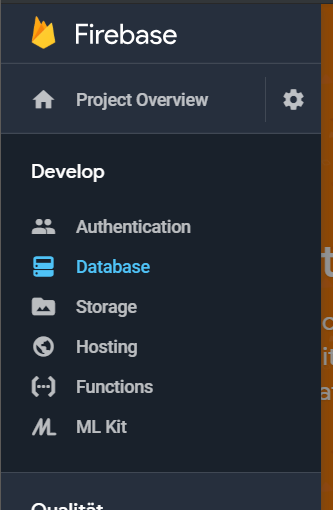 Firebase
Project Overview
Develop
Authentication
Database
Storage
Hosting
Functions
ML Kit
Qualität